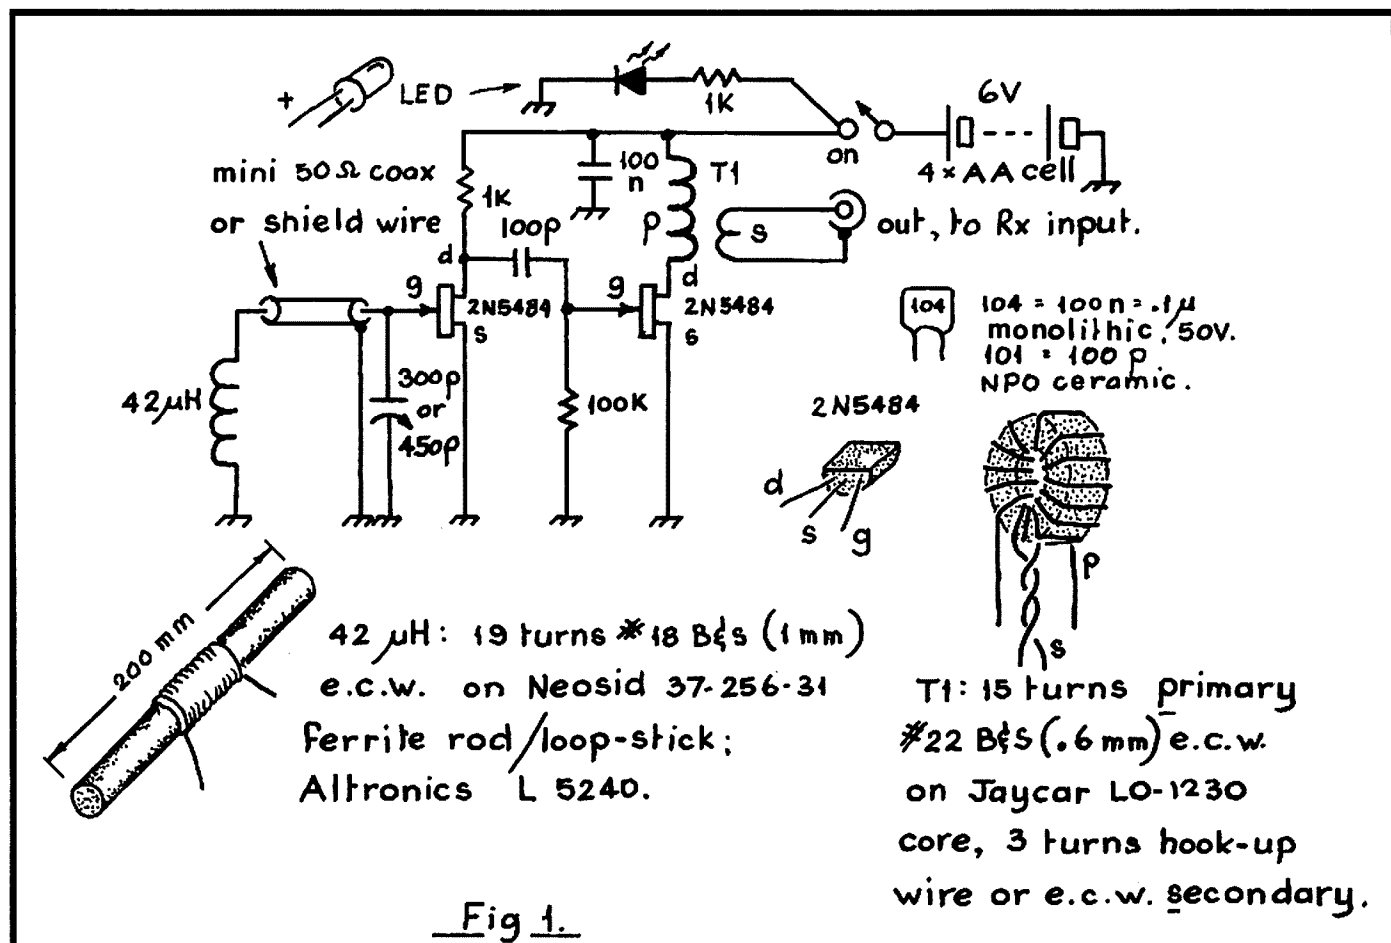 +
LED
1K
6V
on
4×AA cell
mini 50Ω coax
or shield wire
1K
100
n
T1
p
s
out, to Rx input.
100p
d
g
2N5484
s
g
d
2N5484
s
42µH
300p
or
450p
100K
104
104 = 100n = .1µ
monolithic, 50V.
101 = 100p
NPO ceramic.
2N5484
d
s
g
p
s
200 mm
42 µH: 19 turns #18 B&S (1mm)
e.c.w. on Neosid 37-256-31
ferrite rod/loop-stick;
Altronics L 5240.
T1: 15 turns primary
#22 B&S (.6mm) e.c.w.
on Jaycar LO-1230
core, 3 turns hook-up
wire or e.c.w. secondary.
Fig 1.